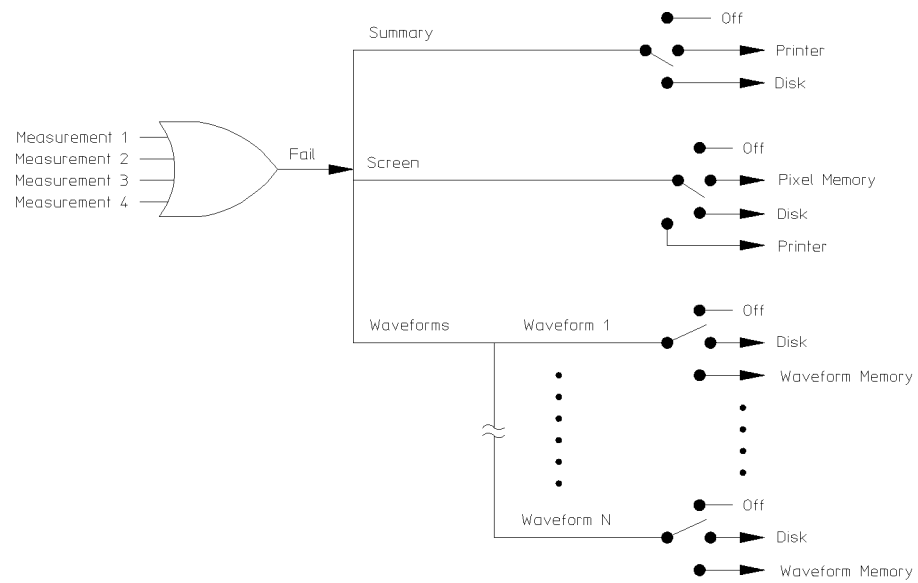 Summary
Off
Printer
Disk
Measurement 1
Measurement 2
Measurement 3
Measurement 4
Fail
Screen
Off
Pixel Memory
Disk
Printer
Waveforms
Waveform 1
Off
Disk
Waveform Memory
Waveform N
Off
Disk
Waveform Memory